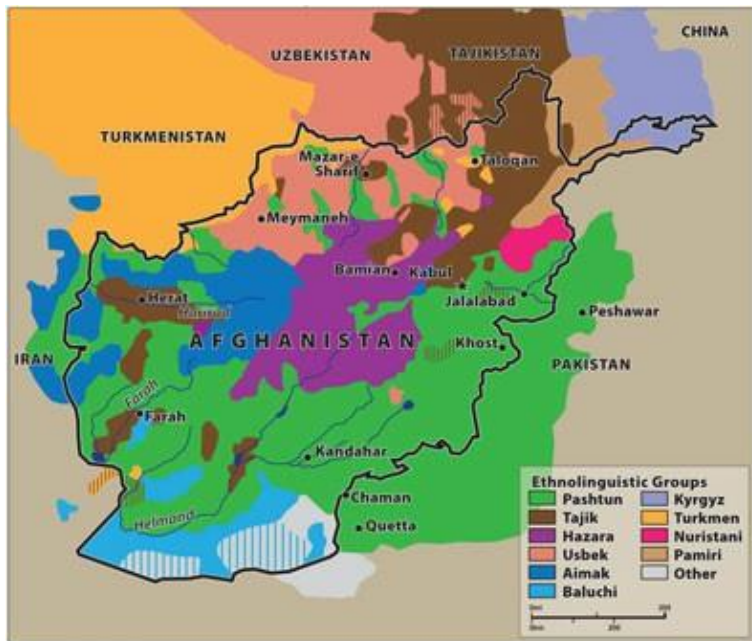 UZBEKISTAN
TAJIKISTAN
CHINA
TURKMENISTAN
Mazar-e
Sharif
Taloqan
Meymaneh
Bamian
Kabul
Herat
Harirud
Jalalabad
Peshawar
AFGHANISTAN
Khost
IRAN
PAKISTAN
Farah
Farah
Kandahar
Chaman
Helmand
Quetta
Ethnolinguistic Groups
Pashtun
Tajik
Hazara
Usbek
Aimak
Baluchi
Kyrgyz
Turkmen
Nuristani
Pamiri
Other